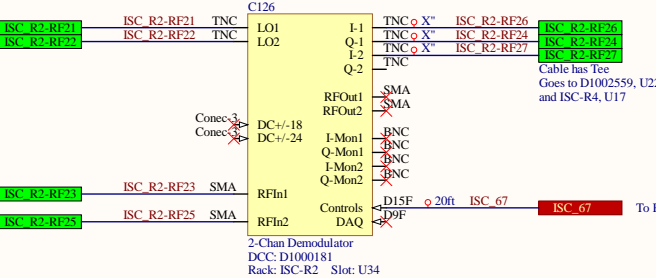 C126
ISC_R2-RF21 ISC_R2-RF21 TNC LO1 I-1 TNC X" ISC_R2-RF26 ISC_R2-RF26
ISC_R2-RF22 ISC_R2-RF22 TNC LO2 Q-1 TNC X" ISC_R2-RF24 ISC_R2-RF24
I-2 TNC X" ISC_R2-RF27 ISC_R2-RF27
Q-2 TNC
Cable has Tee
Goes to D1002559,
and ISC-R4, U17
RFOut1 SMA
RFOut2 SMA
Conec-3 DC+/-18
Conec-3 DC+/-24
I-Mon1 BNC
Q-Mon1 BNC
I-Mon2 BNC
Q-Mon2 BNC
ISC_R2-RF23 ISC_R2-RF23 SMA RFIn1
Controls D15F 20ft ISC_67 ISC_67 To
ISC_R2-RF25 ISC_R2-RF25 SMA RFIn2
DAQ D9F
2-Chan Demodulator
DCC: D1000181
Rack: ISC-R2 Slot: U34